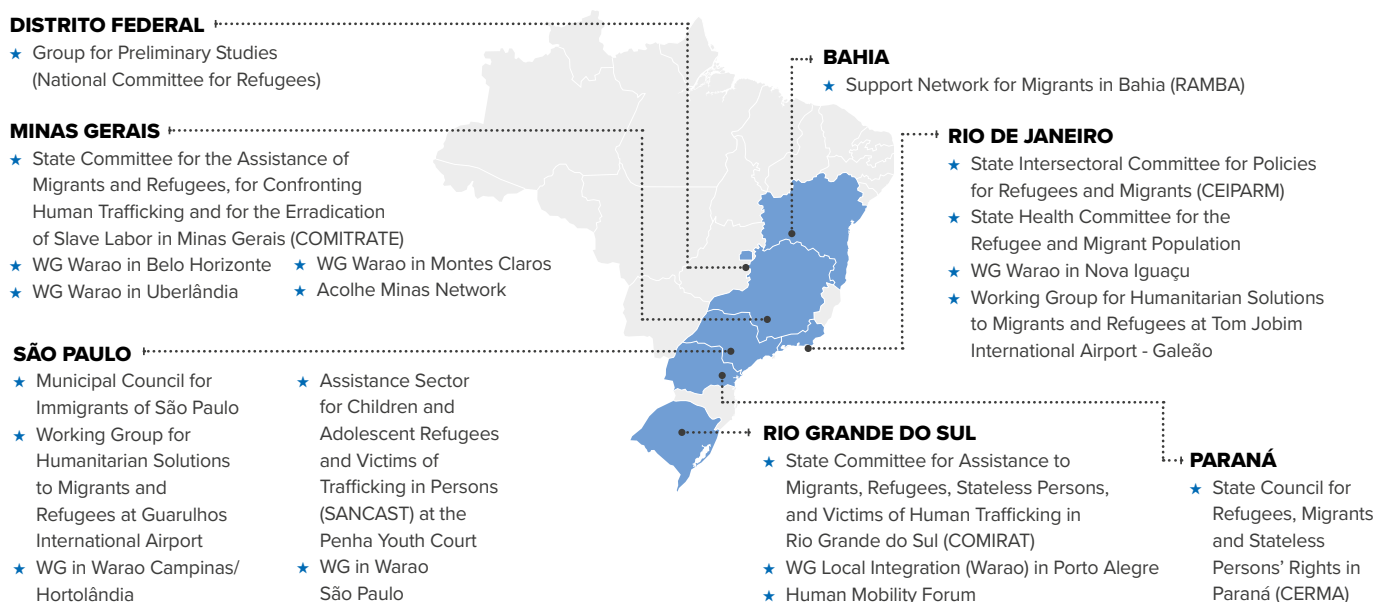 DISTRITO FEDERAL
★ Group for Preliminary Studies
(National Committee for Refugees)
MINAS GERAIS
★ State Committee for the Assistance of
Migrants and Refugees, for Confronting
Human Trafficking and for the Erradication
of Slave Labor in Minas Gerais (COMITRATE)
★ WG Warao in Belo Horizonte
★ WG Warao in Uberlândia
★ WG Warao in Montes Claros
★ Acolhe Minas Network
SÃO PAULO
★ Municipal Council for
Immigrants of São Paulo
★ Working Group for
Humanitarian Solutions
to Migrants and
Refugees at Guarulhos
International Airport
★ WG in Warao Campinas/
Hortolândia
★ Assistance Sector
for Children and
Adolescent Refugees
and Victims of
Trafficking in Persons
(SANCAST) at the
Penha Youth Court
★ WG in Warao
São Paulo
BAHIA
★ Support Network for Migrants in Bahia (RAMBA)
RIO DE JANEIRO
★ State Intersectoral Committee for Policies
for Refugees and Migrants (CEIPARM)
★ State Health Committee for the
Refugee and Migrant Population
★ WG Warao in Nova Iguaçu
★ Working Group for Humanitarian Solutions
to Migrants and Refugees at Tom Jobim
International Airport - Galeão
RIO GRANDE DO SUL
★ State Committee for Assistance to
Migrants, Refugees, Stateless Persons,
and Victims of Human Trafficking in
Rio Grande do Sul (COMIRAT)
★ WG Local Integration (Warao) in Porto Alegre
★ Human Mobility Forum
PARANÁ
★ State Council for
Refugees, Migrants
and Stateless
Persons' Rights in
Paraná (CERMA)